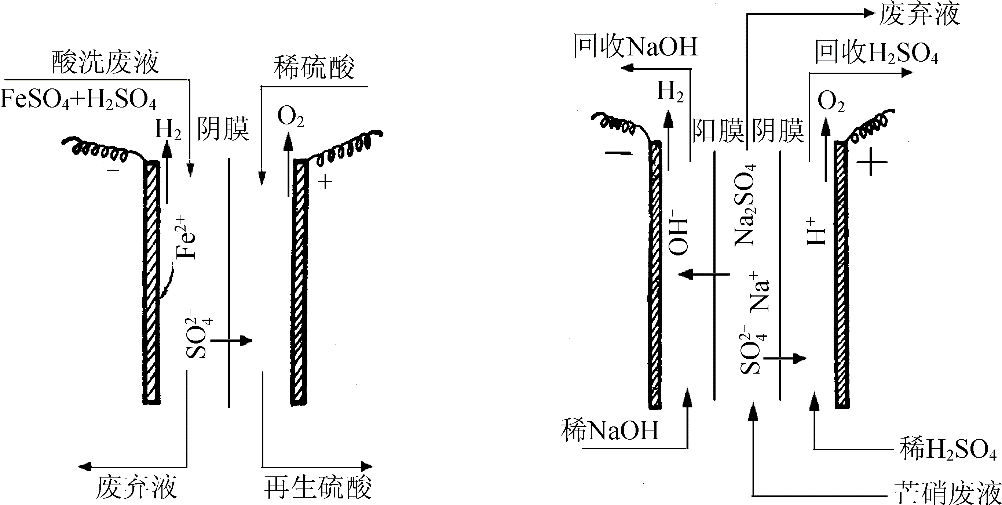 酸洗废液
FeSO₄+H₂SO₄
稀硫酸
H₂
阴膜
O₂
−
+
Fe²⁺
SO₄²⁻
废弃液
再生硫酸
废弃液
回收NaOH
回收H₂SO₄
H₂
阳膜
阴膜
O₂
−
+
OH⁻
Na₂SO₄
H⁺
Na⁺
SO₄²⁻
稀NaOH
稀H₂SO₄
芒硝废液